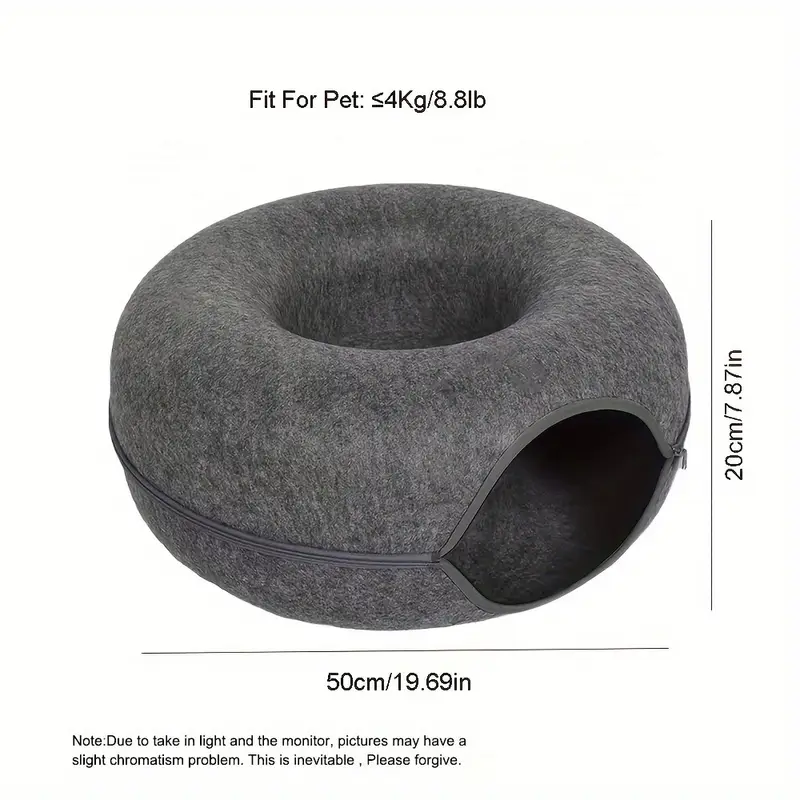 Fit For Pet: ≤4Kg/8.8lb
20cm/7.87in
50cm/19.69in
Note:Due to take in light and the monitor, pictures may have a
slight chromatism problem. This is inevitable , Please forgive.